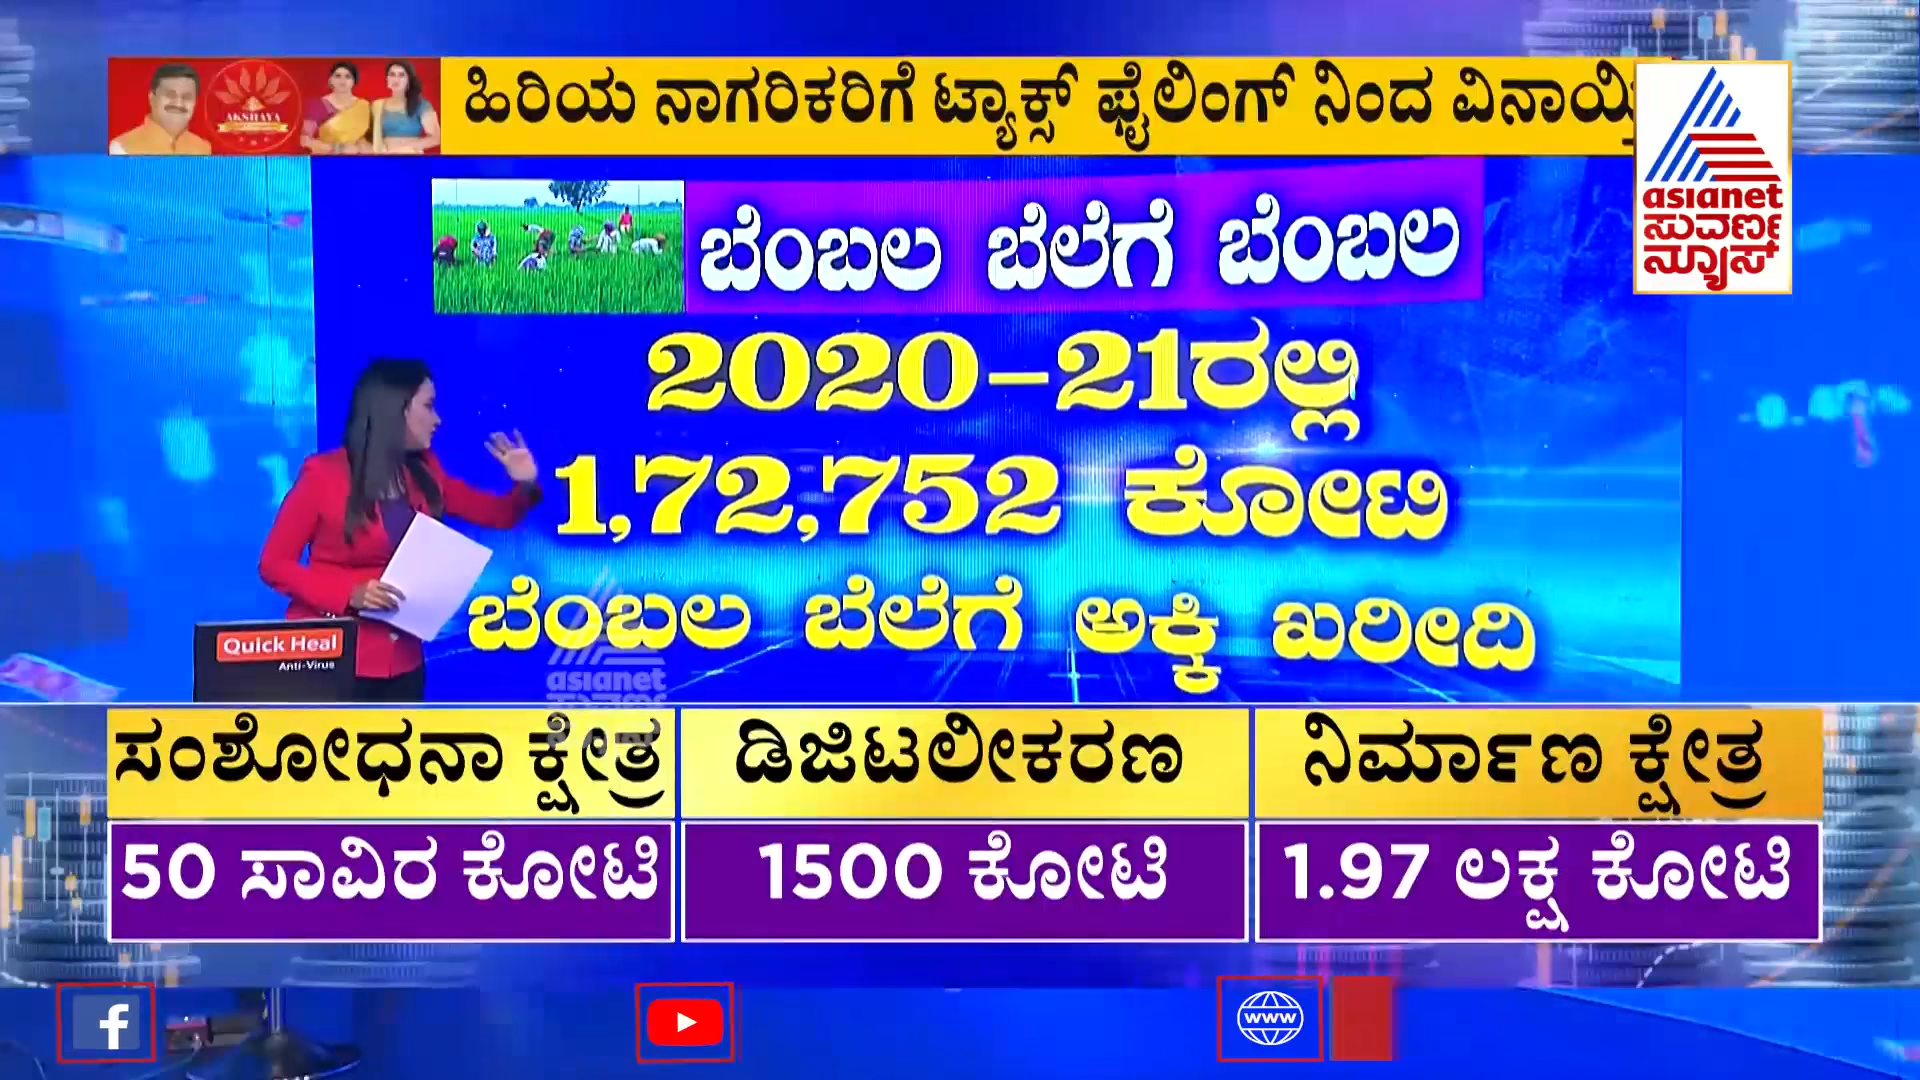 ಹಿರಿಯ ನಾಗರಿಕರಿಗೆ ಟ್ಯಾಕ್ಸ್ ಫೈಲಿಂಗ್ ನಿಂದ ವಿನಾಯ್ತಿ
AKSHAYA
asianet
ಸುವರ್ಣ
ನ್ಯೂಸ್
ಬೆಂಬಲ ಬೆಲೆಗೆ ಬೆಂಬಲ
2020-21ರಲ್ಲಿ
1,72,752 ಕೋಟಿ
ಬೆಂಬಲ ಬೆಲೆಗೆ ಅಕ್ಕಿ ಖರೀದಿ
Quick Heal
Anti-Virus
asianet
ಸಂಶೋಧನಾ ಕ್ಷೇತ್ರ
ಡಿಜಿಟಲೀಕರಣ
ನಿರ್ಮಾಣ ಕ್ಷೇತ್ರ
50 ಸಾವಿರ ಕೋಟಿ
1500 ಕೋಟಿ
1.97 ಲಕ್ಷ ಕೋಟಿ
f
www